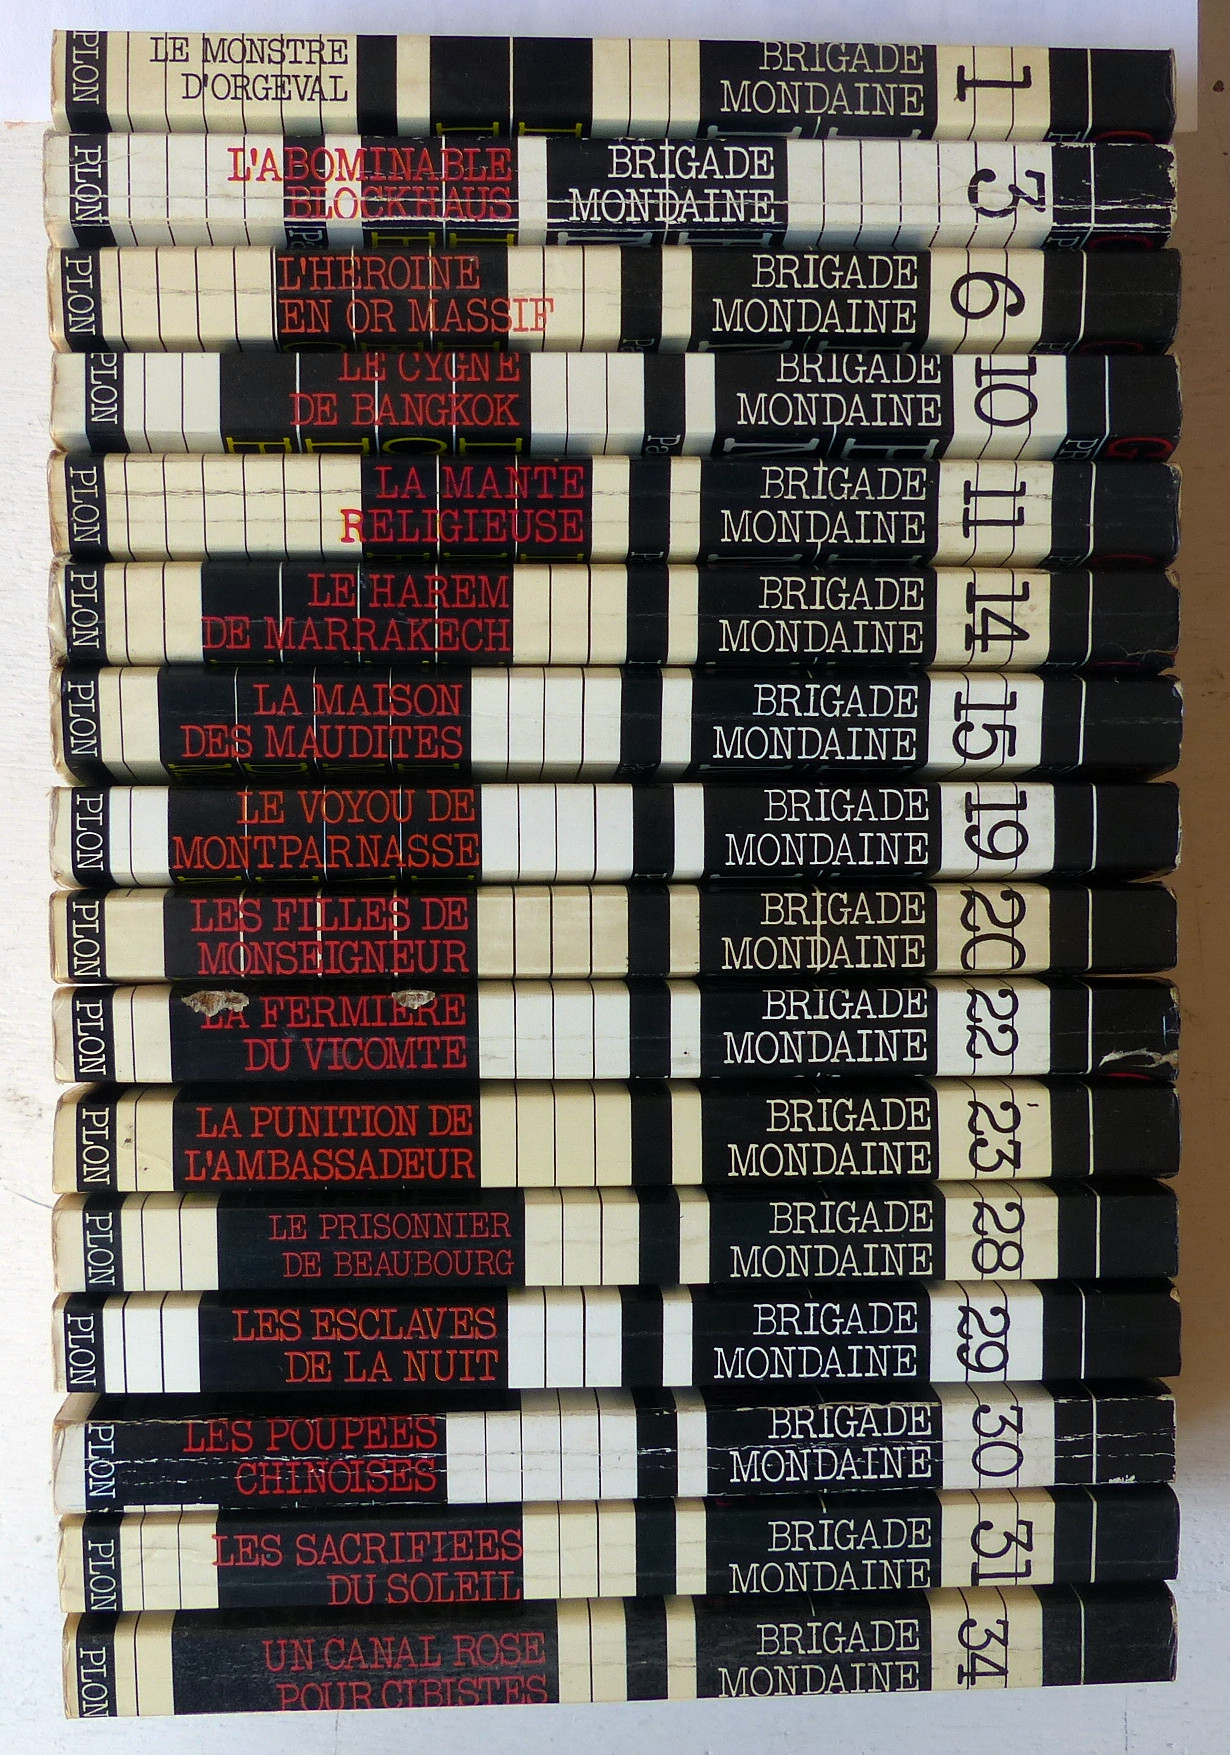 PLON
LE MONSTRE
D'ORGEVAL
BRIGADE
MONDAINE
1
PLON
L'ABOMINABLE
BLOCKHAUS
BRIGADE
MONDAINE
3
PLON
L'HEROINE
EN OR MASSIF
BRIGADE
MONDAINE
6
PLON
LE CYGNE
DE BANGKOK
BRIGADE
MONDAINE
10
PLON
LA MANTE
RELIGIEUSE
BRIGADE
MONDAINE
11
PLON
LE HAREM
DE MARRAKECH
BRIGADE
MONDAINE
14
PLON
LA MAISON
DES MAUDITES
BRIGADE
MONDAINE
15
PLON
LE VOYOU DE
MONTPARNASSE
BRIGADE
MONDAINE
19
PLON
LES FILLES DE
MONSEIGNEUR
BRIGADE
MONDAINE
20
PLON
LA FERMIERE
DU VICOMTE
BRIGADE
MONDAINE
22
PLON
LA PUNITION DE
L'AMBASSADEUR
BRIGADE
MONDAINE
23
PLON
LE PRISONNIER
DE BEAUBOURG
BRIGADE
MONDAINE
28
PLON
LES ESCLAVES
DE LA NUIT
BRIGADE
MONDAINE
29
PLON
LES POUPEES
CHINOISES
BRIGADE
MONDAINE
30
PLON
LES SACRIFIEES
DU SOLEIL
BRIGADE
MONDAINE
31
PLON
UN CANAL ROSE
POUR CIBISTES
BRIGADE
MONDAINE
34